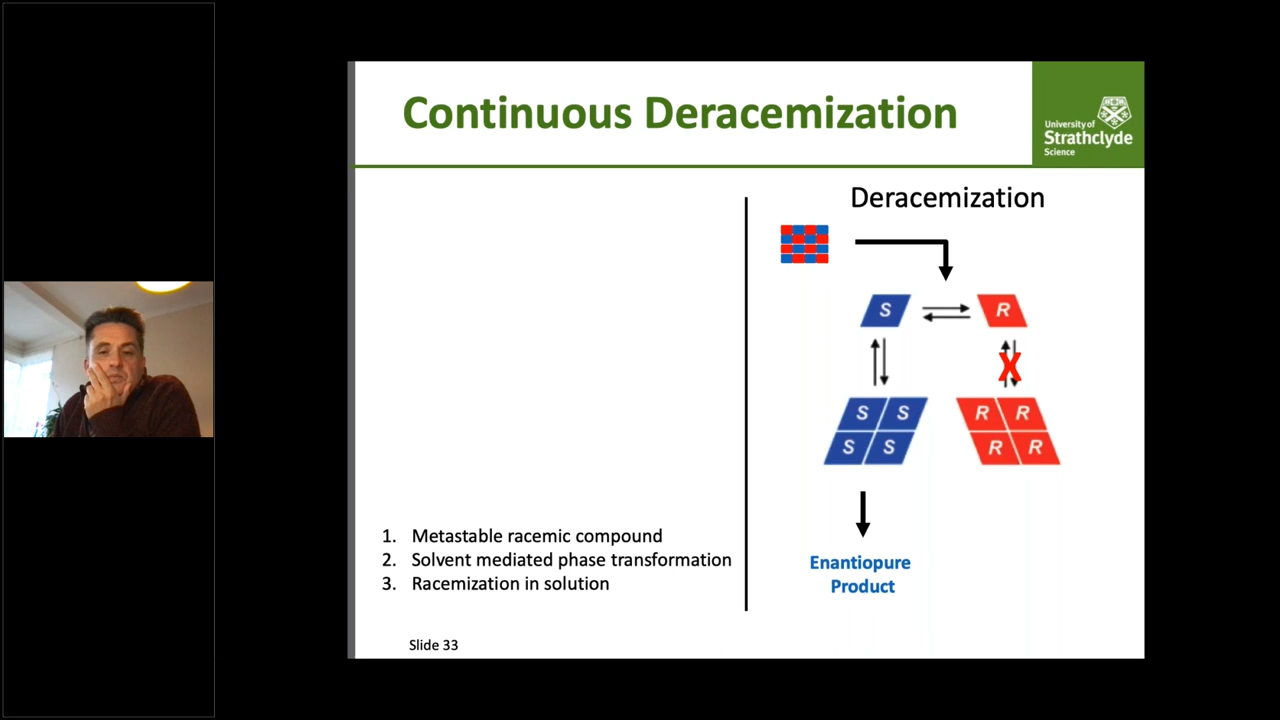 Continuous Deracemization
University of
Strathclyde
Science
Deracemization
S R
X
S S R R
S S R R
1. Metastable racemic compound
2. Solvent mediated phase transformation
3. Racemization in solution
Enantiopure
Product
Slide 33